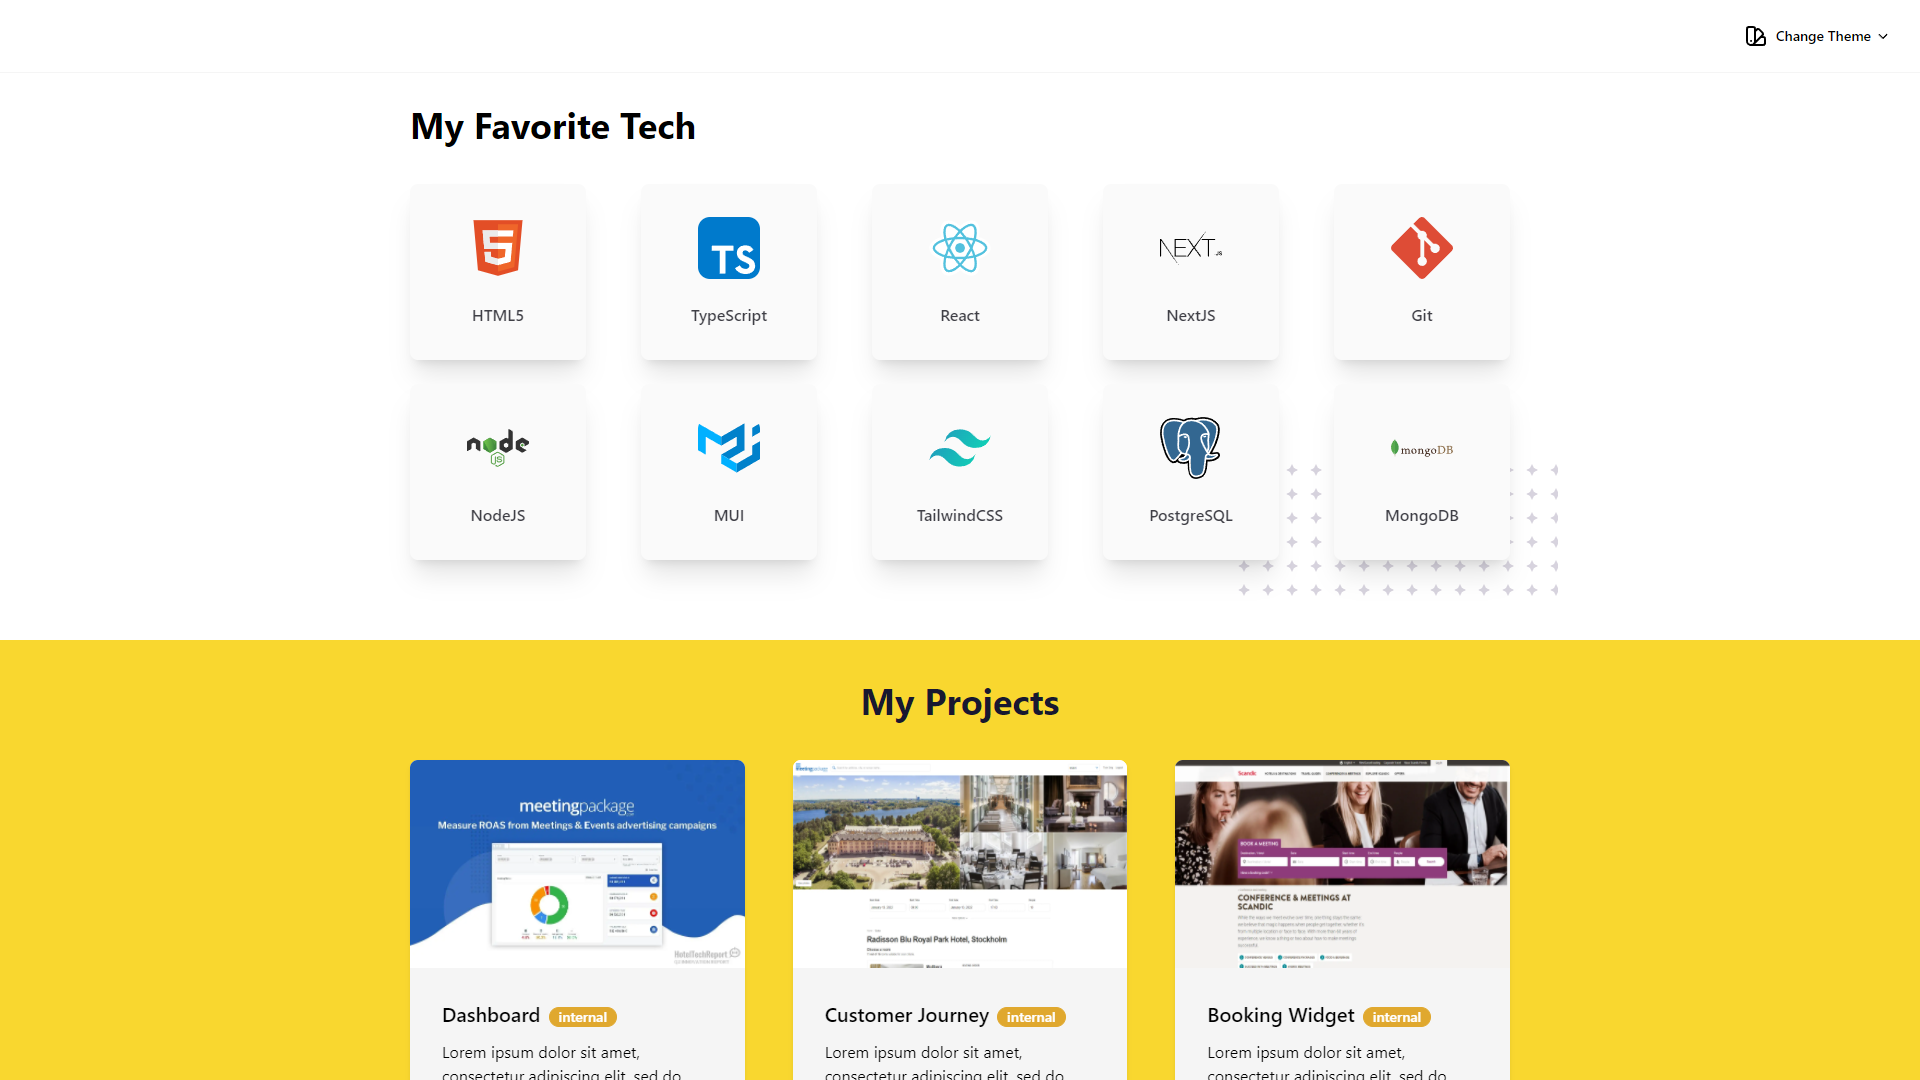 Change Theme
My Favorite Tech
5
TS
NEXT.JS
HTML5
TypeScript
React
NextJS
Git
node
JS
mongoDB
NodeJS
MUI
TailwindCSS
PostgreSQL
MongoDB
My Projects
meetingpackage
Measure ROAS from Meetings & Events advertising campaigns
HotelTechReport
Radisson Blu Royal Park Hotel, Stockholm
Scandic
BOOK A MEETING
CONFERENCE & MEETINGS AT
SCANDIC
Dashboard internal
Lorem ipsum dolor sit amet,
consectetur adipiscing elit, sed do
Customer Journey internal
Lorem ipsum dolor sit amet,
consectetur adipiscing elit, sed do
Booking Widget internal
Lorem ipsum dolor sit amet,
consectetur adipiscing elit, sed do